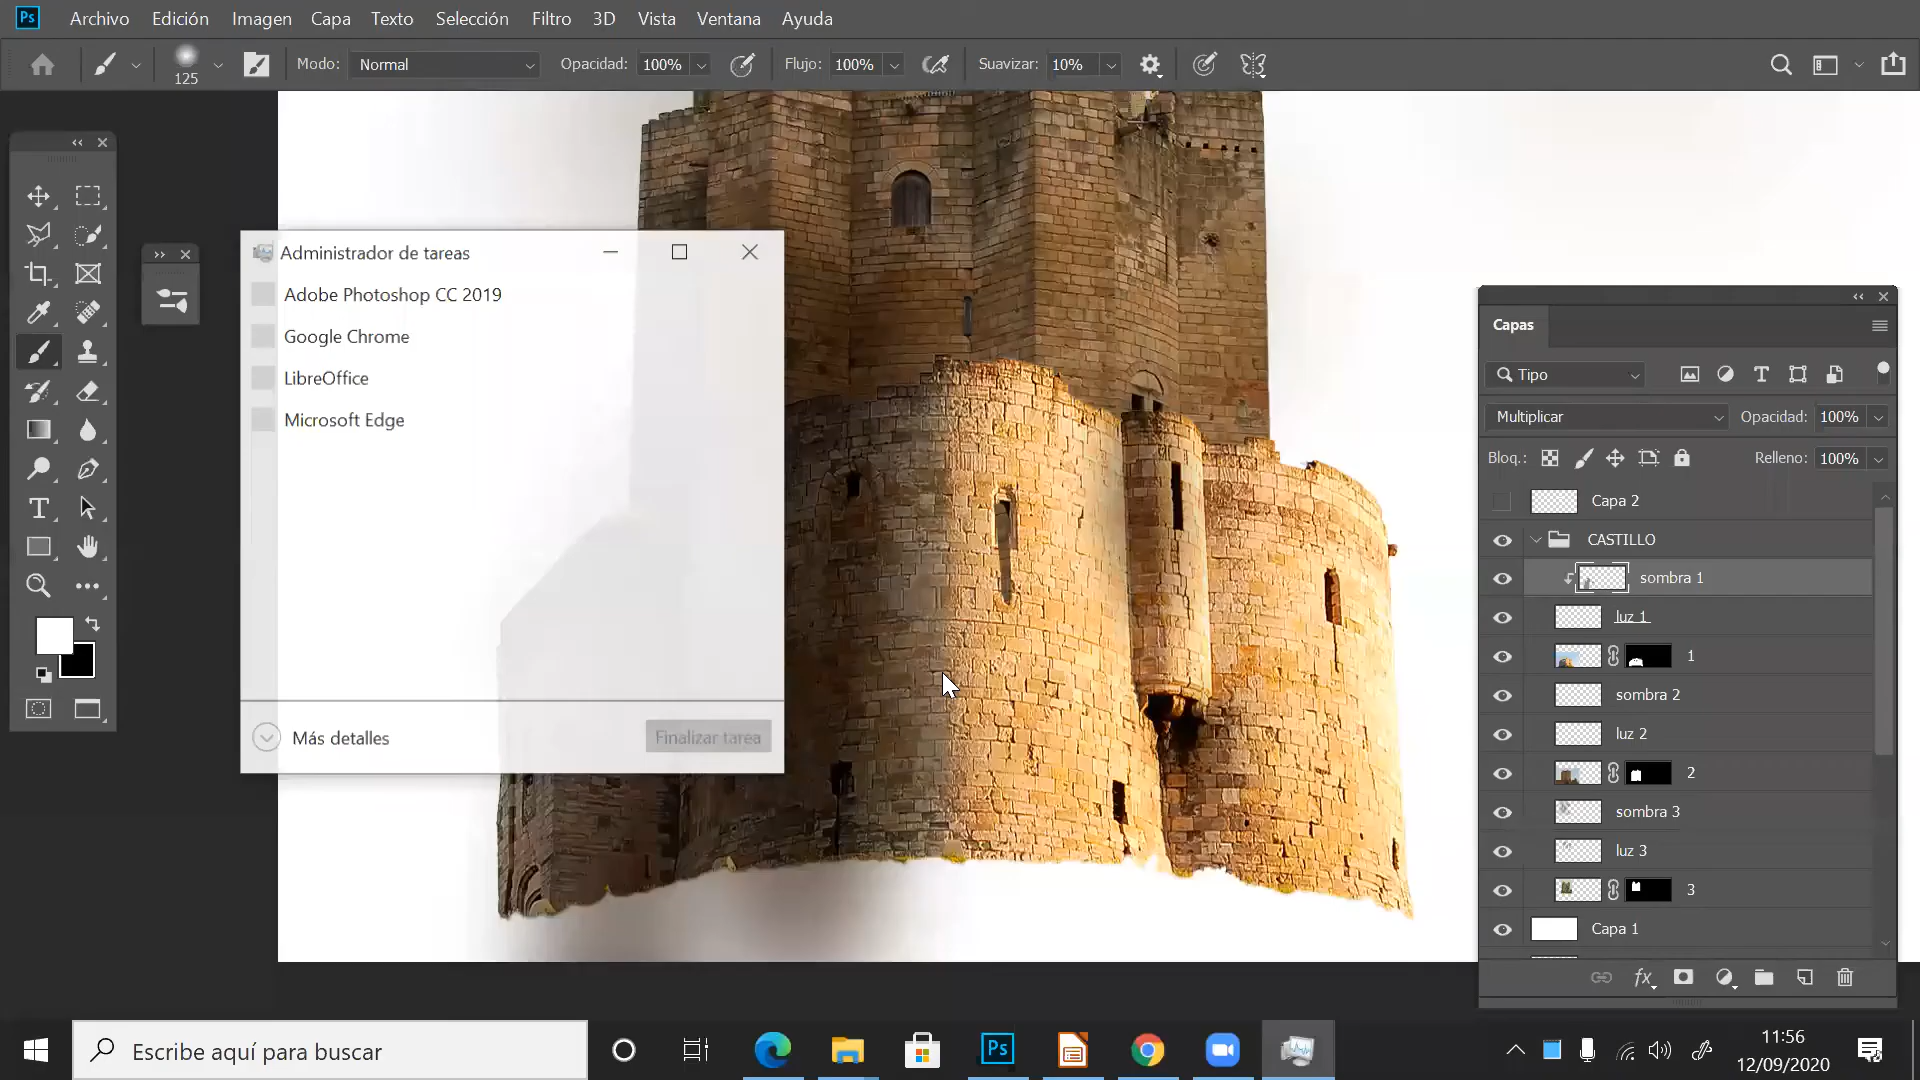 Ps Archivo Edición Imagen Capa Texto Selección Filtro 3D Vista Ventana Ayuda
125 Modo: Normal Opacidad: 100% Flujo: 100% Suavizar: 10%
Administrador de tareas
Adobe Photoshop CC 2019
Google Chrome
LibreOffice
Microsoft Edge
Más detalles Finalizar tarea
Capas
Tipo
Multiplicar Opacidad: 100%
Bloq.: Relleno: 100%
Capa 2
CASTILLO
sombra 1
luz 1
1
sombra 2
luz 2
2
sombra 3
luz 3
3
Capa 1
fx
Escribe aquí para buscar
Ps
11:56
12/09/2020